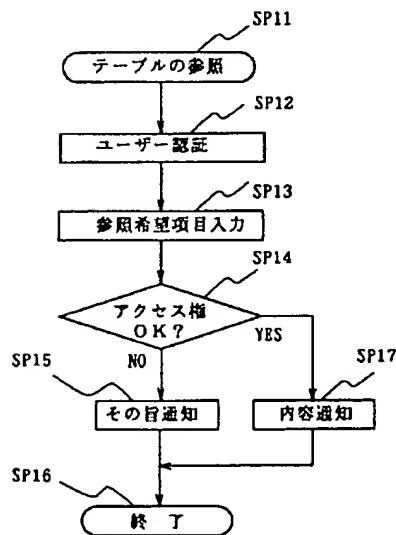 SP11
テーブルの参照
SP12
ユーザー認証
SP13
参照希望項目入力
SP14
アクセス権
OK?
YES
NO
SP15
SP17
その旨通知
内容通知
SP16
終 了